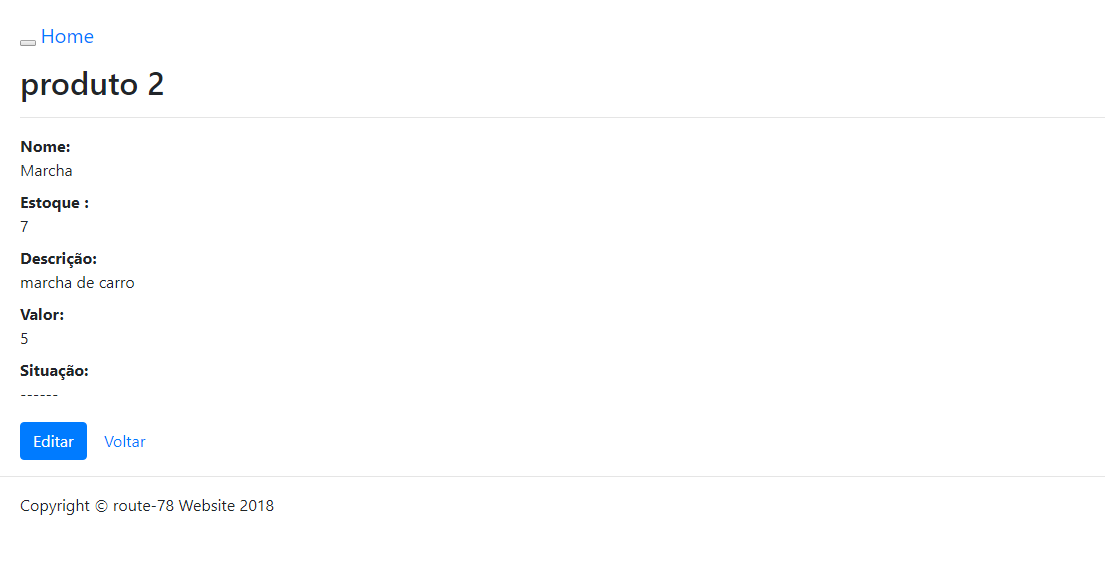 Home
produto 2
Nome:
Marcha
Estoque :
7
Descrição:
marcha de carro
Valor:
5
Situação:
------
Editar Voltar
Copyright © route-78 Website 2018